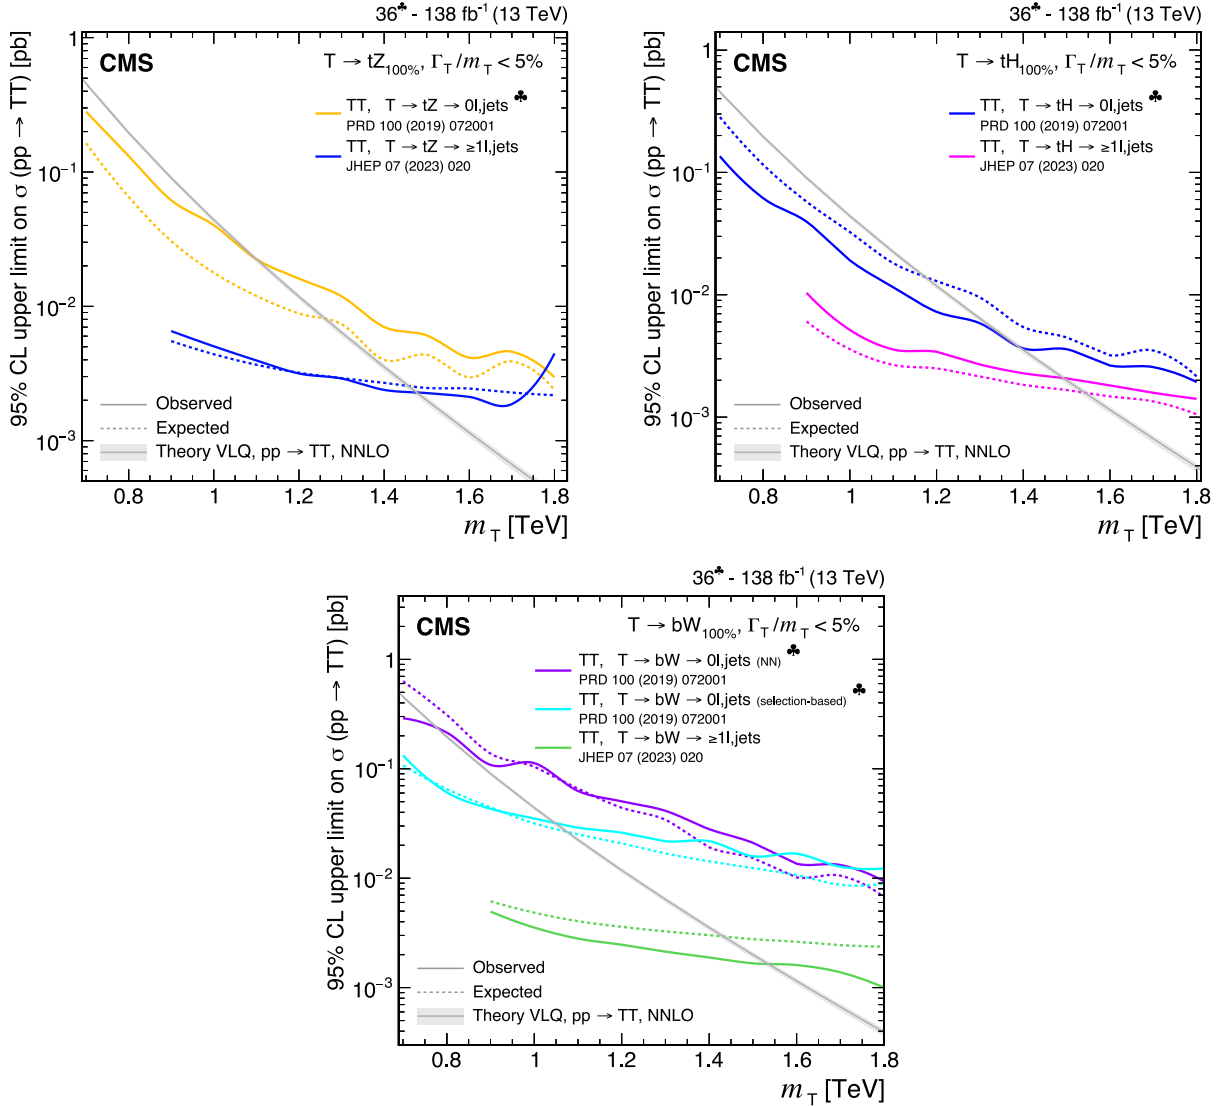 36♣ - 138 fb⁻¹ (13 TeV)
95% CL upper limit on σ (pp → TT) [pb]
CMS
T → tZ₁₀₀%, Γ_T /m_T < 5%
TT, T → tZ → 0l,jets ♣
PRD 100 (2019) 072001
TT, T → tZ → ≥1l,jets
JHEP 07 (2023) 020
1
10⁻¹
10⁻²
10⁻³
Observed
Expected
Theory VLQ, pp → TT, NNLO
0.8 1 1.2 1.4 1.6 1.8
m_T [TeV]
36♣ - 138 fb⁻¹ (13 TeV)
95% CL upper limit on σ (pp → TT) [pb]
T → tH₁₀₀%, Γ_T /m_T < 5%
CMS
TT, T → tH → 0l,jets ♣
PRD 100 (2019) 072001
TT, T → tH → ≥1l,jets
JHEP 07 (2023) 020
1
10⁻¹
10⁻²
10⁻³
Observed
Expected
Theory VLQ, pp → TT, NNLO
0.8 1 1.2 1.4 1.6 1.8
m_T [TeV]
36♣ - 138 fb⁻¹ (13 TeV)
95% CL upper limit on σ (pp → TT) [pb]
CMS
T → bW₁₀₀%, Γ_T /m_T < 5%
TT, T → bW → 0l,jets (NN) ♣
PRD 100 (2019) 072001
TT, T → bW → 0l,jets (selection-based) ♣
PRD 100 (2019) 072001
TT, T → bW → ≥1l,jets
JHEP 07 (2023) 020
1
10⁻¹
10⁻²
10⁻³
Observed
Expected
Theory VLQ, pp → TT, NNLO
0.8 1 1.2 1.4 1.6 1.8
m_T [TeV]